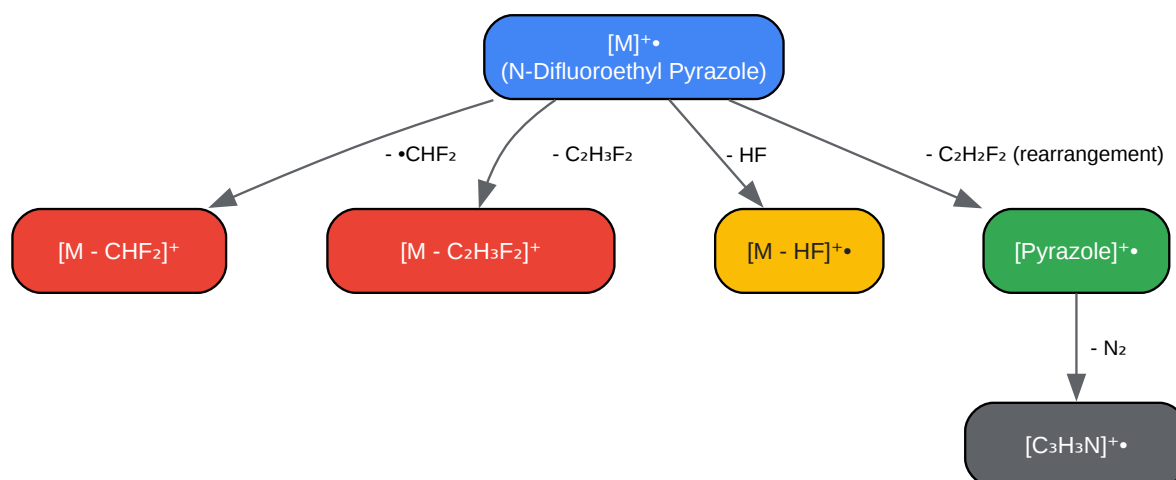 [M]⁺•
(N-Difluoroethyl Pyrazole)
- •CHF₂
- C₂H₃F₂
- HF
- C₂H₂F₂ (rearrangement)
[M - CHF₂]⁺
[M - C₂H₃F₂]⁺
[M - HF]⁺•
[Pyrazole]⁺•
- N₂
[C₃H₃N]⁺•